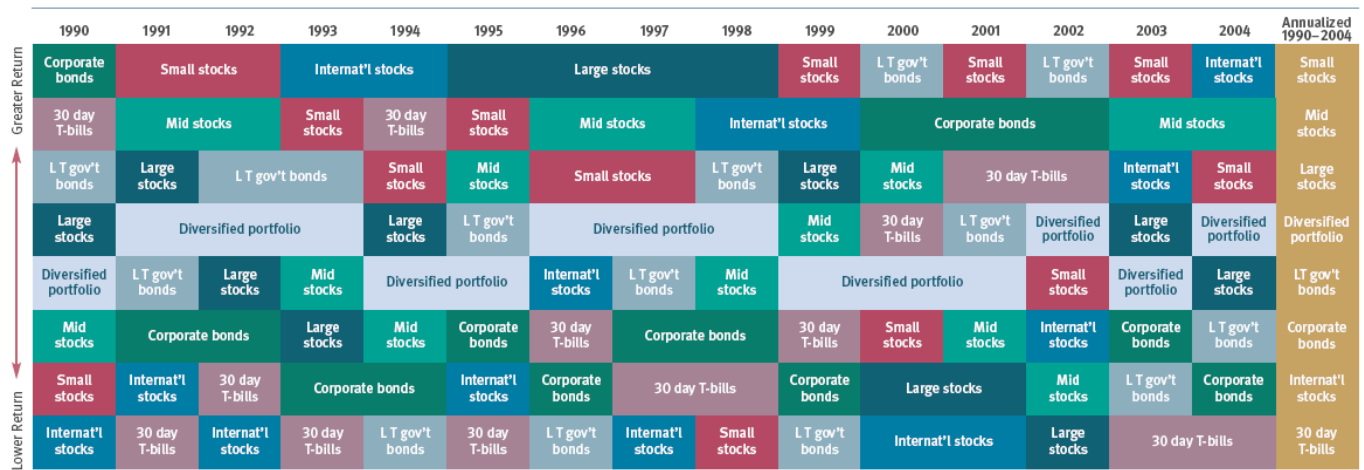 1990 1991 1992 1993 1994 1995 1996 1997 1998 1999 2000 2001 2002 2003 2004 Annualized
1990–2004
Greater Return
Lower Return
Corporate
bonds
Small stocks
Internat'l stocks
Large stocks
Small
stocks
L T gov't
bonds
Small
stocks
L T gov't
bonds
Small
stocks
Internat'l
stocks
Small
stocks
30 day
T-bills
Mid stocks
Small
stocks
30 day
T-bills
Small
stocks
Mid stocks
Internat'l stocks
Corporate bonds
Mid stocks
Mid
stocks
L T gov't
bonds
Large
stocks
L T gov't bonds
Small
stocks
Mid
stocks
Small stocks
L T gov't
bonds
Large
stocks
Mid
stocks
30 day T-bills
Internat'l
stocks
Small
stocks
Large
stocks
Large
stocks
Diversified portfolio
Large
stocks
L T gov't
bonds
Diversified portfolio
Mid
stocks
30 day
T-bills
L T gov't
bonds
Diversified
portfolio
Large
stocks
Diversified
portfolio
Diversified
portfolio
Diversified
portfolio
L T gov't
bonds
Large
stocks
Mid
stocks
Diversified portfolio
Internat'l
stocks
L T gov't
bonds
Mid
stocks
Diversified portfolio
Small
stocks
Diversified
portfolio
Large
stocks
LT gov't
bonds
Mid
stocks
Corporate bonds
Large
stocks
Mid
stocks
Corporate
bonds
30 day
T-bills
Corporate bonds
30 day
T-bills
Small
stocks
Mid
stocks
Internat'l
stocks
Corporate
bonds
L T gov't
bonds
Corporate
bonds
Small
stocks
Internat'l
stocks
30 day
T-bills
Corporate bonds
Internat'l
stocks
Corporate
bonds
30 day T-bills
Corporate
bonds
Large stocks
Mid
stocks
L T gov't
bonds
Corporate
bonds
Internat'l
stocks
Internat'l
stocks
30 day
T-bills
Internat'l
stocks
30 day
T-bills
L T gov't
bonds
30 day
T-bills
L T gov't
bonds
Internat'l
stocks
Small
stocks
L T gov't
bonds
Internat'l stocks
Large
stocks
30 day T-bills
30 day
T-bills